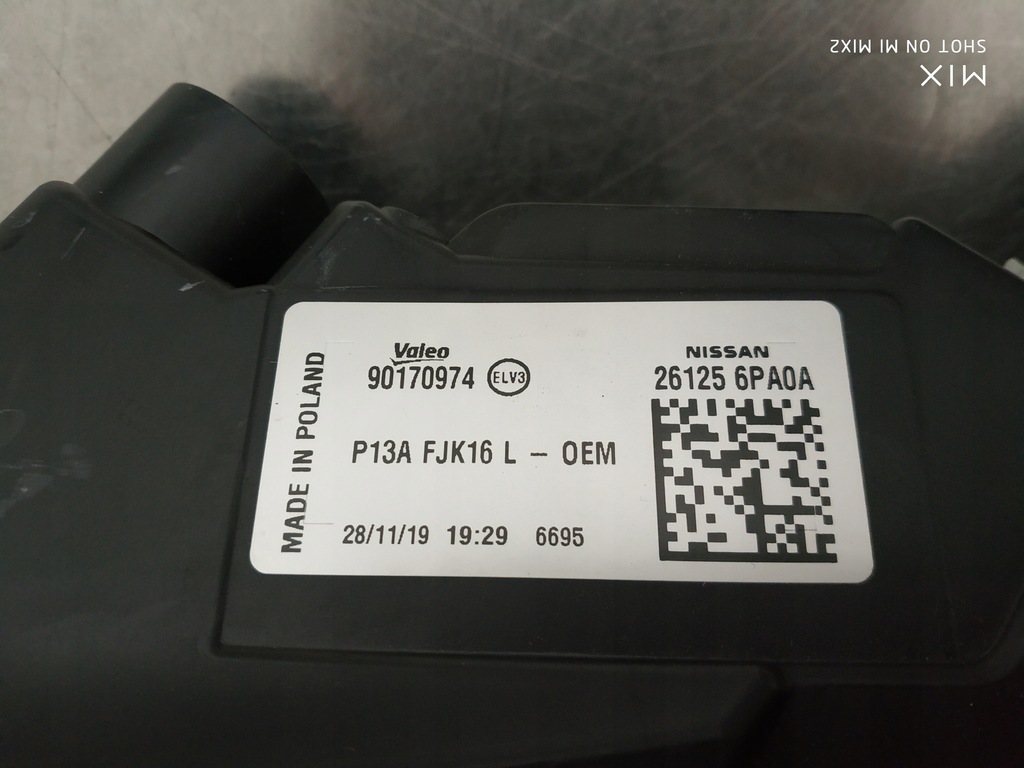 SHOT ON MI MIX2
MIX
MADE IN POLAND
Valeo
90170974 ELV3
NISSAN
26125 6PA0A
P13A FJK16 L – OEM
28/11/19 19:29 6695